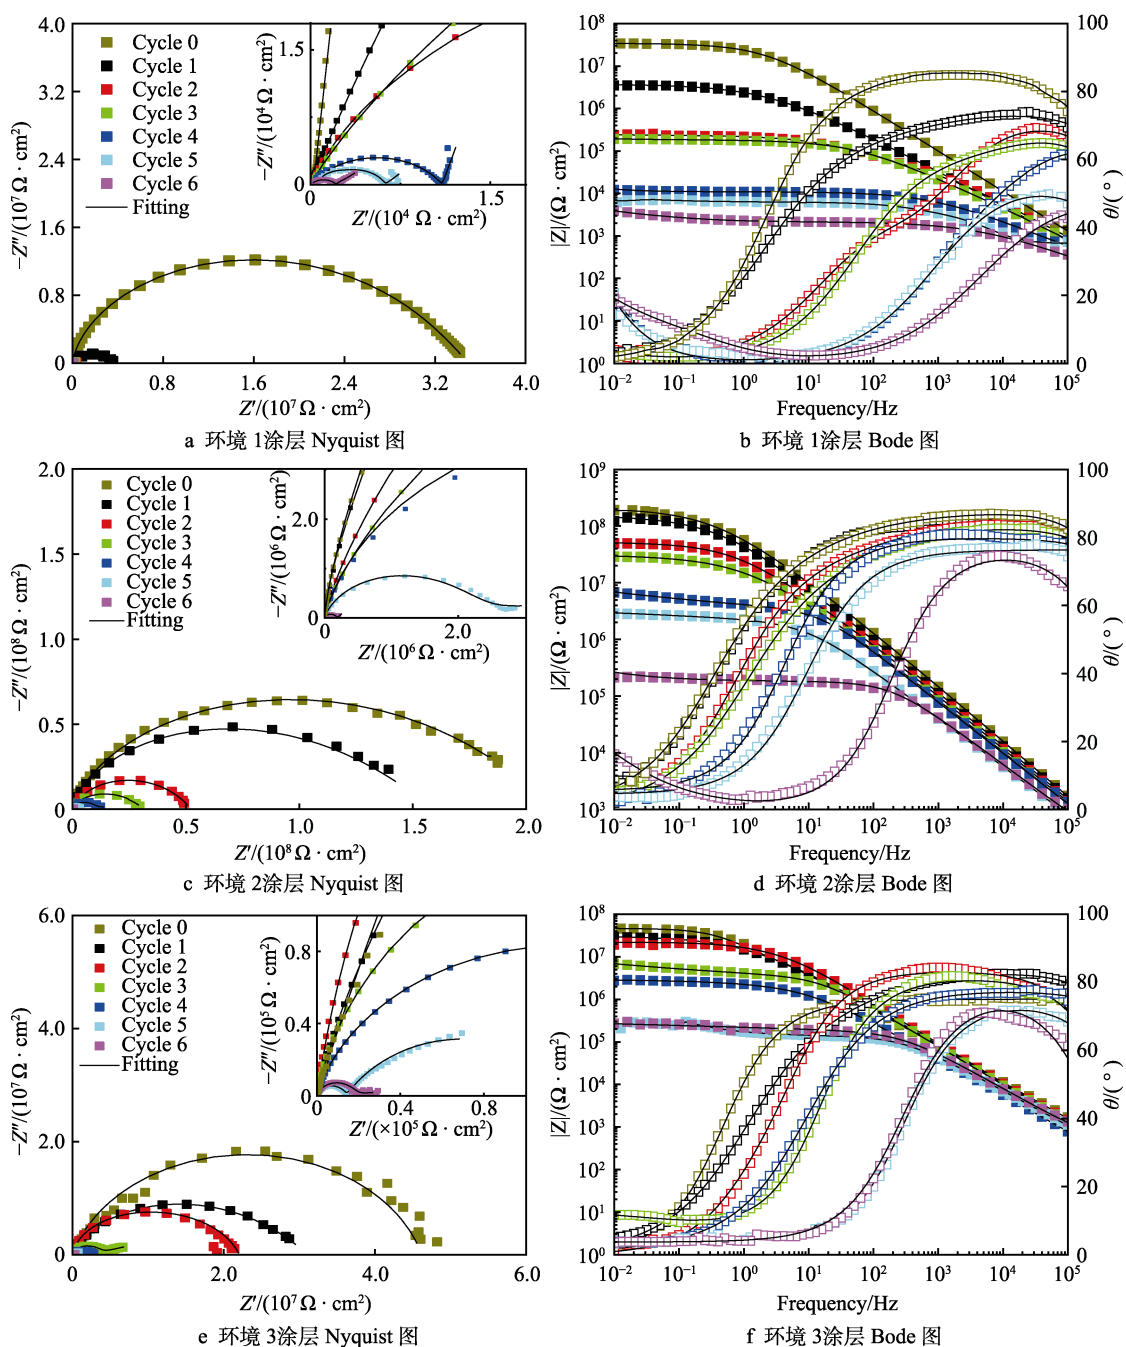 4.0
3.2
2.4
1.6
0.8
0
−Z″/(10⁷ Ω · cm²)
Cycle 0
Cycle 1
Cycle 2
Cycle 3
Cycle 4
Cycle 5
Cycle 6
Fitting
1.5
0
−Z″/(10⁴ Ω · cm²)
0 1.5
Z′/(10⁴ Ω · cm²)
0 0.8 1.6 2.4 3.2 4.0
Z′/(10⁷ Ω · cm²)
a 环境 1涂层 Nyquist 图
10⁸
10⁷
10⁶
10⁵
10⁴
10³
10²
10¹
10⁰
|Z|/(Ω · cm²)
100
80
60
40
20
0
θ/(°)
10⁻² 10⁻¹ 10⁰ 10¹ 10² 10³ 10⁴ 10⁵
Frequency/Hz
b 环境 1涂层 Bode 图
2.0
1.5
1.0
0.5
0
−Z″/(10⁸ Ω · cm²)
Cycle 0
Cycle 1
Cycle 2
Cycle 3
Cycle 4
Cycle 5
Cycle 6
Fitting
2.0
0
−Z″/(10⁶ Ω · cm²)
0 2.0
Z′/(10⁶ Ω · cm²)
0 0.5 1.0 1.5 2.0
Z′/(10⁸ Ω · cm²)
c 环境 2涂层 Nyquist 图
10⁹
10⁸
10⁷
10⁶
10⁵
10⁴
10³
|Z|/(Ω · cm²)
100
80
60
40
20
0
θ/(°)
10⁻² 10⁻¹ 10⁰ 10¹ 10² 10³ 10⁴ 10⁵
Frequency/Hz
d 环境 2涂层 Bode 图
6.0
4.0
2.0
0
−Z″/(10⁷ Ω · cm²)
Cycle 0
Cycle 1
Cycle 2
Cycle 3
Cycle 4
Cycle 5
Cycle 6
Fitting
0.8
0.4
0
−Z″/(10⁵ Ω · cm²)
0 0.4 0.8
Z′/(×10⁵ Ω · cm²)
0 2.0 4.0 6.0
Z′/(10⁷ Ω · cm²)
e 环境 3涂层 Nyquist 图
10⁸
10⁷
10⁶
10⁵
10⁴
10³
10²
10¹
10⁰
|Z|/(Ω · cm²)
100
80
60
40
20
0
θ/(°)
10⁻² 10⁻¹ 10⁰ 10¹ 10² 10³ 10⁴ 10⁵
Frequency/Hz
f 环境 3涂层 Bode 图